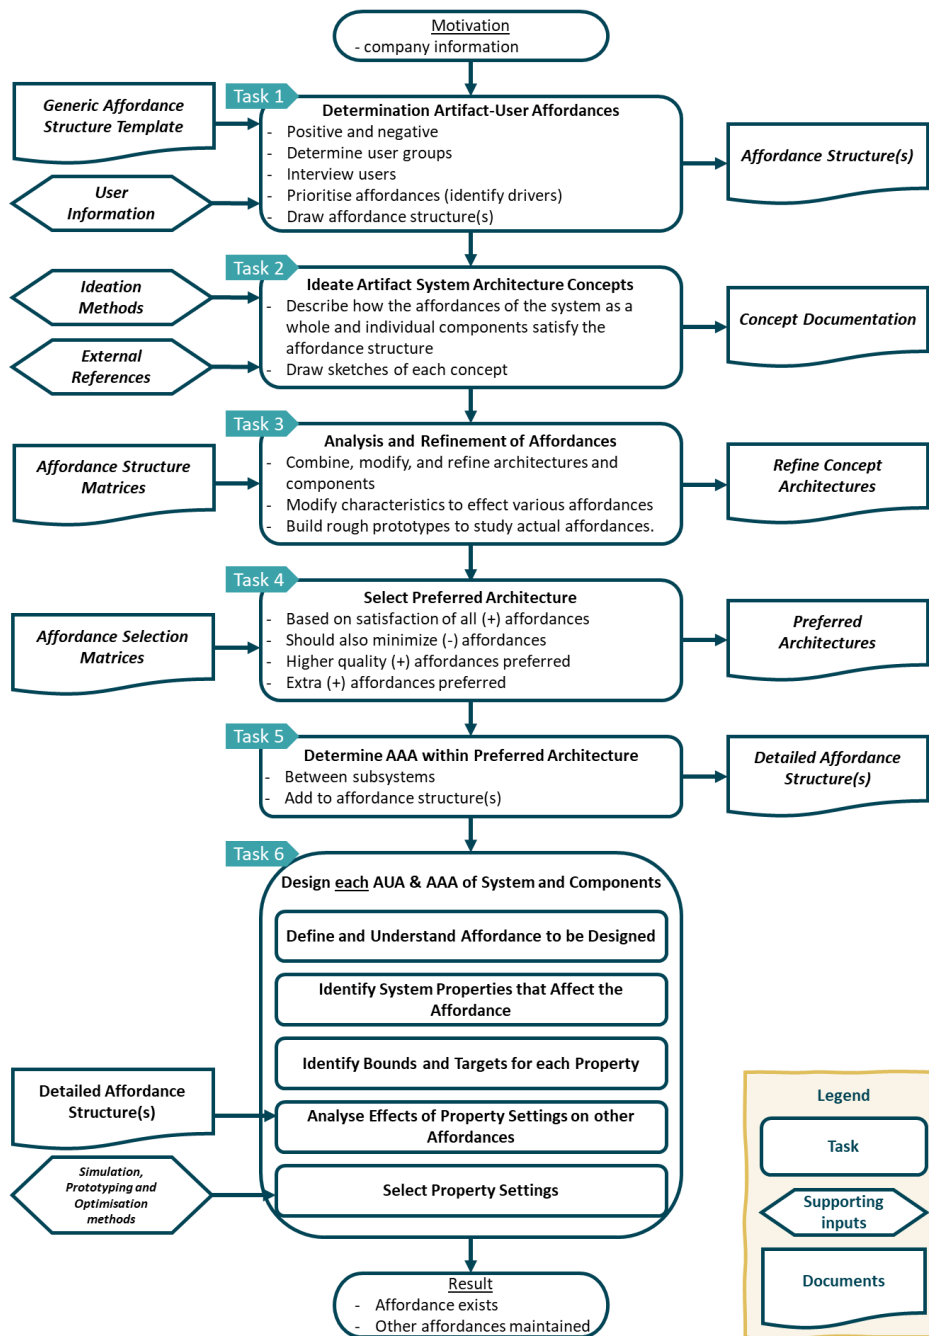 Motivation
- company information
Task 1
Generic Affordance
Structure Template
User
Information
Determination Artifact-User Affordances
- Positive and negative
- Determine user groups
- Interview users
- Prioritise affordances (identify drivers)
- Draw affordance structure(s)
Affordance Structure(s)
Task 2
Ideation
Methods
External
References
Ideate Artifact System Architecture Concepts
- Describe how the affordances of the system as a
whole and individual components satisfy the
affordance structure
- Draw sketches of each concept
Concept Documentation
Task 3
Affordance Structure
Matrices
Analysis and Refinement of Affordances
- Combine, modify, and refine architectures and
components
- Modify characteristics to effect various affordances
- Build rough prototypes to study actual affordances.
Refine Concept
Architectures
Task 4
Affordance Selection
Matrices
Select Preferred Architecture
- Based on satisfaction of all (+) affordances
- Should also minimize (-) affordances
- Higher quality (+) affordances preferred
- Extra (+) affordances preferred
Preferred
Architectures
Task 5
Determine AAA within Preferred Architecture
- Between subsystems
- Add to affordance structure(s)
Detailed Affordance
Structure(s)
Task 6
Design each AUA & AAA of System and Components
Define and Understand Affordance to be Designed
Identify System Properties that Affect the
Affordance
Identify Bounds and Targets for each Property
Detailed Affordance
Structure(s)
Analyse Effects of Property Settings on other
Affordances
Simulation,
Prototyping and
Optimisation
methods
Select Property Settings
Result
- Affordance exists
- Other affordances maintained
Legend
Task
Supporting
inputs
Documents